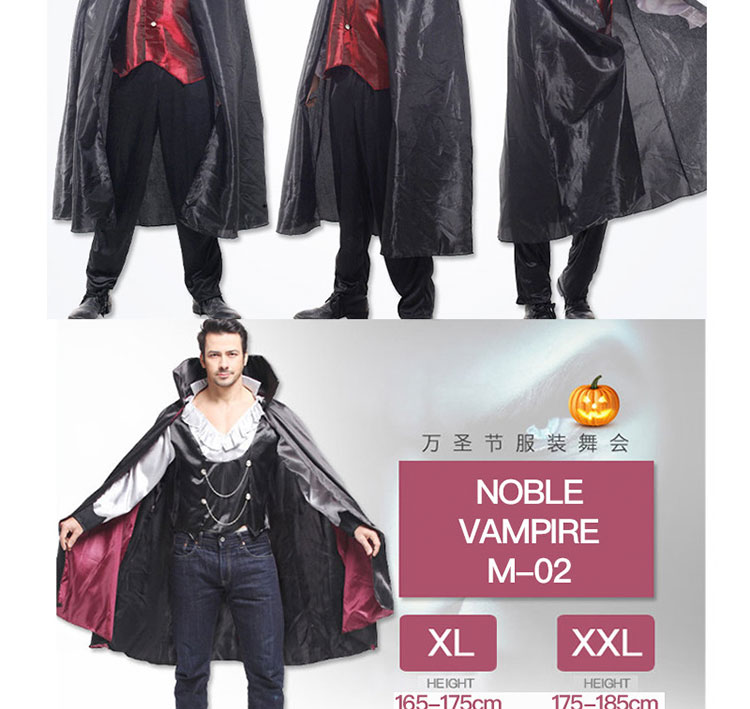 万圣节服装舞会
NOBLE
VAMPIRE
M-02
XL XXL
HEIGHT HEIGHT
165-175cm 175-185cm